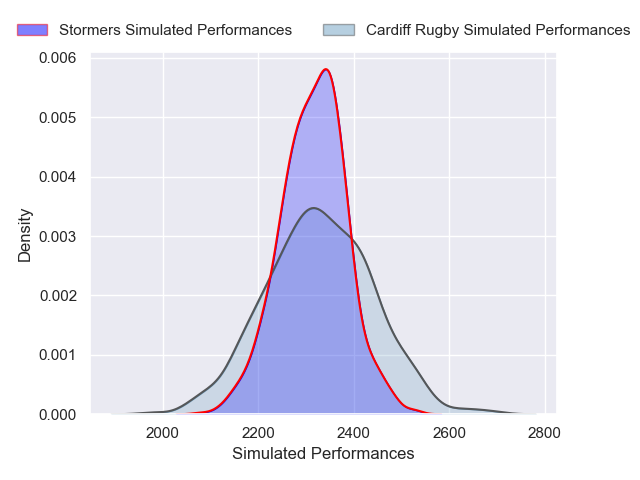 Stormers Simulated Performances Cardiff Rugby Simulated Performances
0.006
0.005
0.004
0.003
0.002
0.001
0.000
Density
2000 2200 2400 2600 2800
Simulated Performances